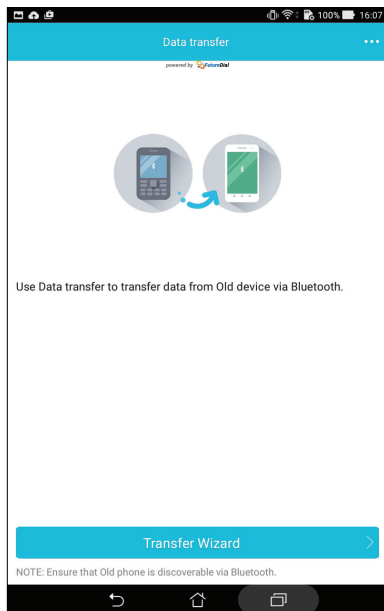 100% 16:07
Data transfer
powered by FutureDial
Use Data transfer to transfer data from Old device via Bluetooth.
Transfer Wizard
NOTE: Ensure that Old phone is discoverable via Bluetooth.